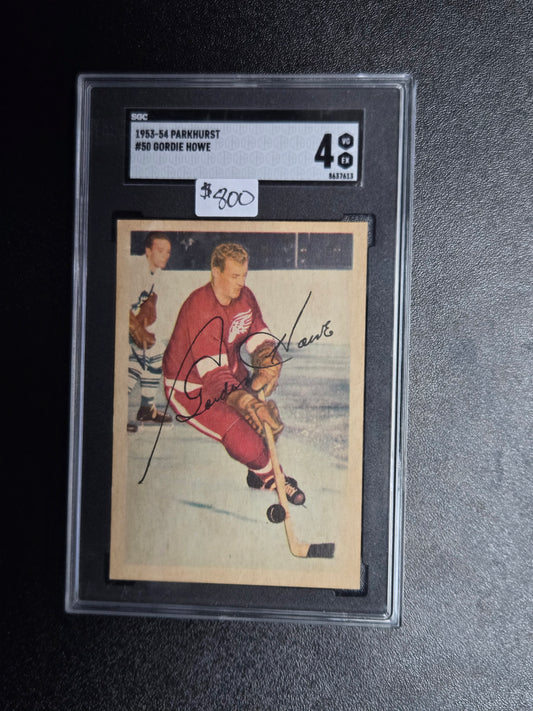 SGC
1953-54 PARKHURST
#50 GORDIE HOWE
4
VG
EX
8637613
$800
Gordie Howe